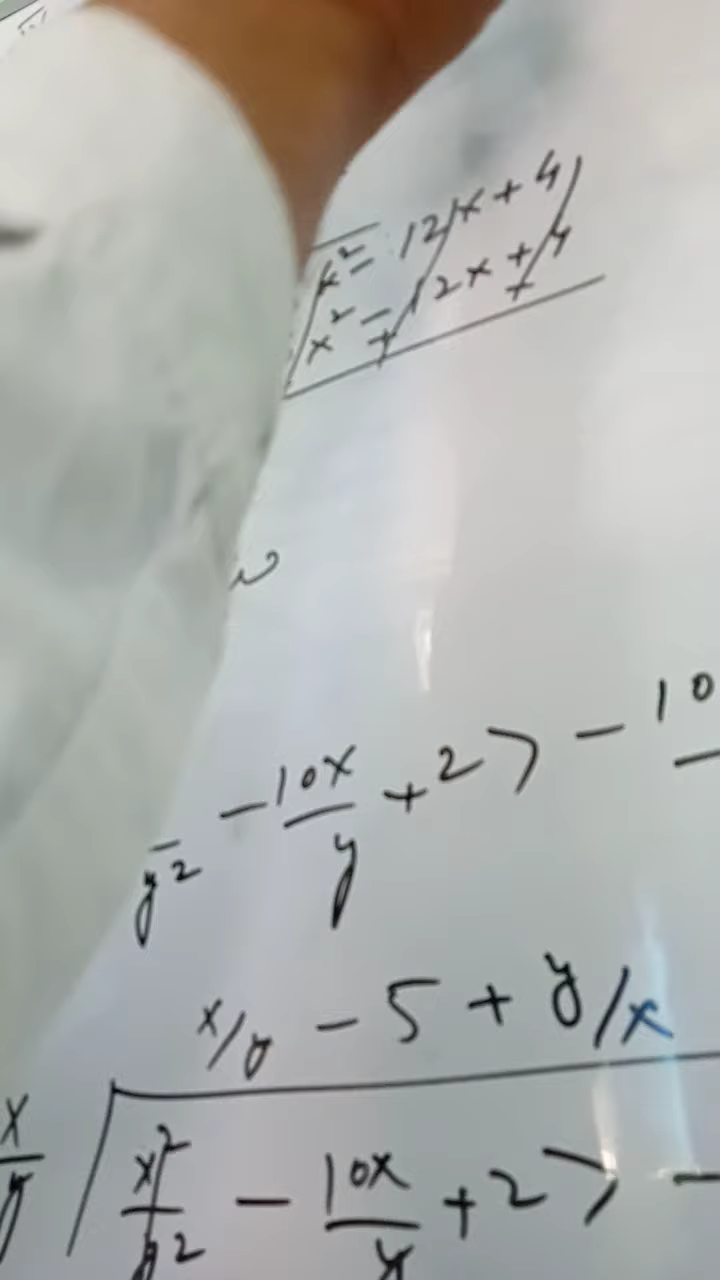 x² - 12x + 4
x² - 12x + 4
+ +
y² - 10x/y + 27 - 10
x/y - 5 + y/x
x/y √ x²/y² - 10x/y + 27 -